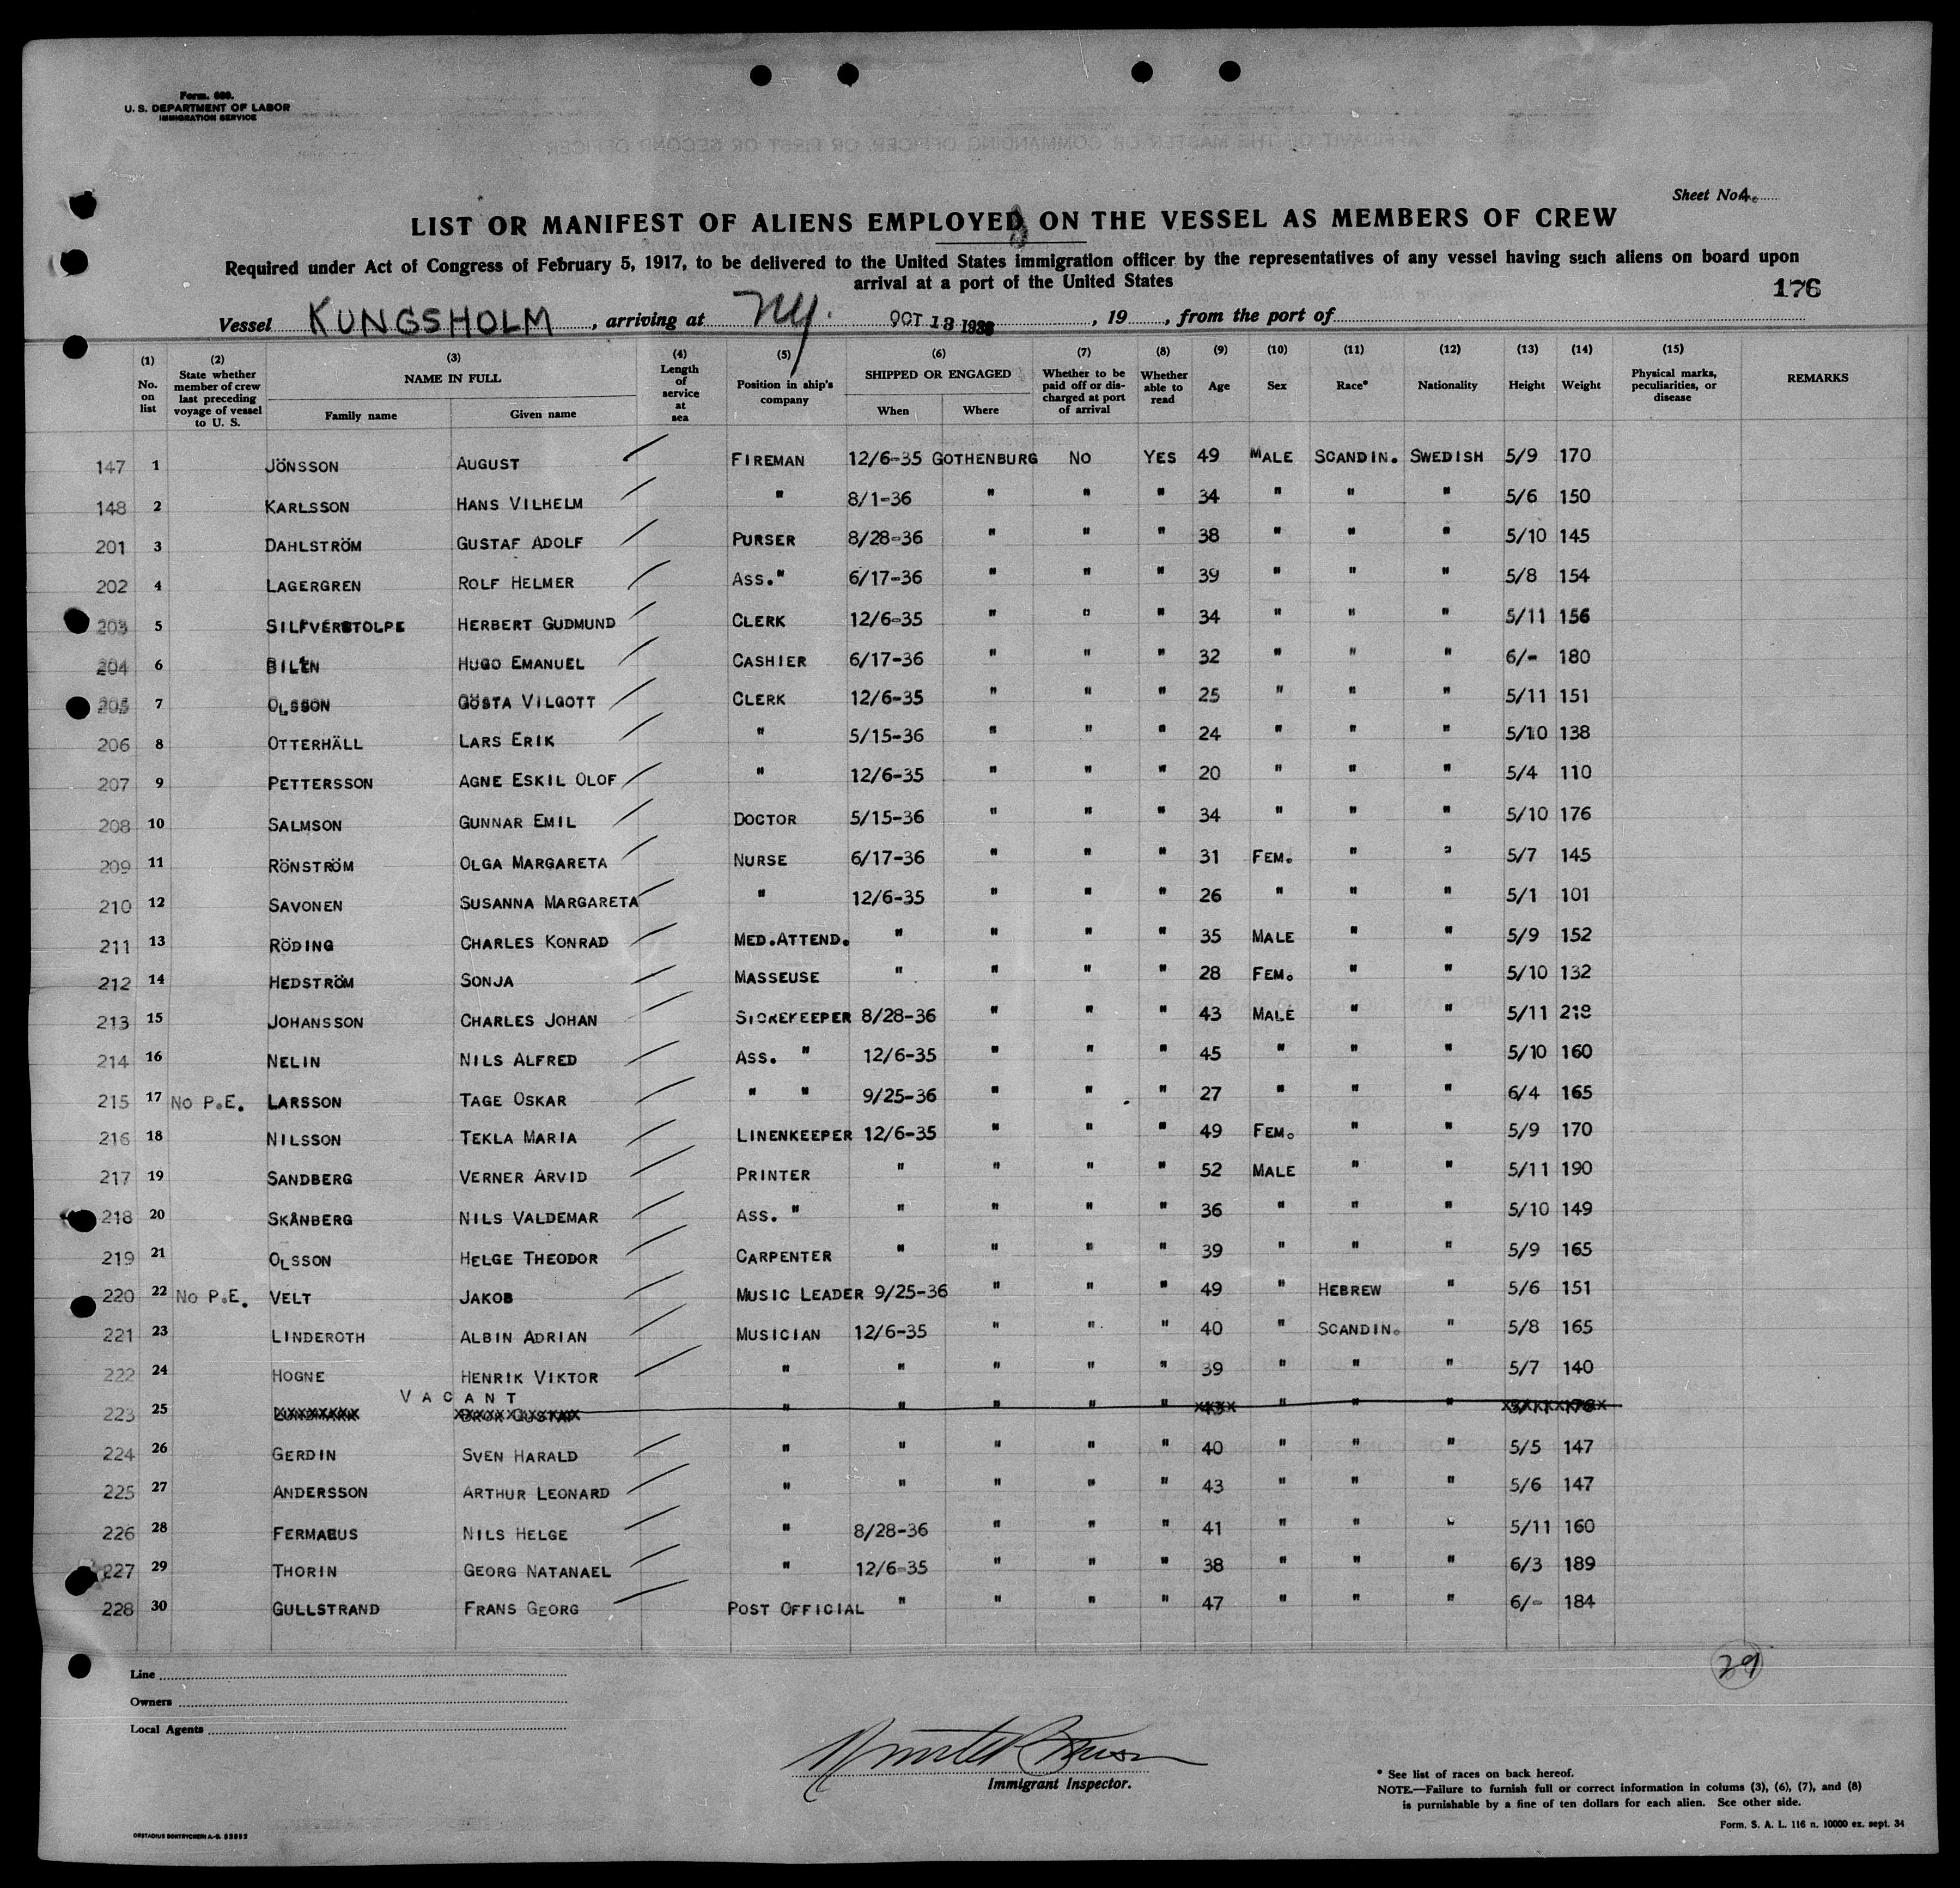 Form. 689.
U. S. DEPARTMENT OF LABOR
IMMIGRATION SERVICE
Sheet No. 4.
LIST OR MANIFEST OF ALIENS EMPLOYED ON THE VESSEL AS MEMBERS OF CREW
Required under Act of Congress of February 5, 1917, to be delivered to the United States immigration officer by the representatives of any vessel having such aliens on board upon
arrival at a port of the United States
176
Vessel KUNGSHOLM, arriving at NY. OCT 13 1936, 19, from the port of
(1) No. on list (2) State whether member of crew last preceding voyage of vessel to U. S. (3) NAME IN FULL Family name Given name (4) Length of service at sea (5) Position in ship's company (6) SHIPPED OR ENGAGED When Where (7) Whether to be paid off or discharged at port of arrival (8) Whether able to read (9) Age (10) Sex (11) Race* (12) Nationality (13) Height (14) Weight (15) Physical marks, peculiarities, or disease REMARKS
147 1 JÖNSSON AUGUST FIREMAN 12/6-35 GOTHENBURG NO YES 49 MALE SCANDIN. SWEDISH 5/9 170
148 2 KARLSSON HANS VILHELM " 8/1-36 " " " 34 " " " 5/6 150
201 3 DAHLSTRÖM GUSTAF ADOLF PURSER 8/28-36 " " " 38 " " " 5/10 145
202 4 LAGERGREN ROLF HELMER ASS. " 6/17-36 " " " 39 " " " 5/8 154
203 5 SILFVERSTOLPE HERBERT GUDMUND CLERK 12/6-35 " " " 34 " " " 5/11 156
204 6 BILÉN HUGO EMANUEL CASHIER 6/17-36 " " " 32 " " " 6/- 180
205 7 OLSSON GÖSTA VILGOTT CLERK 12/6-35 " " " 25 " " " 5/11 151
206 8 OTTERHÄLL LARS ERIK " 5/15-36 " " " 24 " " " 5/10 138
207 9 PETTERSSON AGNE ESKIL OLOF " 12/6-35 " " " 20 " " " 5/4 110
208 10 SALMSON GUNNAR EMIL DOCTOR 5/15-36 " " " 34 " " " 5/10 176
209 11 RÖNSTRÖM OLGA MARGARETA NURSE 6/17-36 " " " 31 FEM. " " 5/7 145
210 12 SAVONEN SUSANNA MARGARETA " 12/6-35 " " " 26 " " " 5/1 101
211 13 RÖDING CHARLES KONRAD MED.ATTEND. " " " " 35 MALE " " 5/9 152
212 14 HEDSTRÖM SONJA MASSEUSE " " " " 28 FEM. " " 5/10 132
213 15 JOHANSSON CHARLES JOHAN STOREKEEPER 8/28-36 " " " 43 MALE " " 5/11 218
214 16 NELIN NILS ALFRED ASS. " 12/6-35 " " " 45 " " " 5/10 160
215 17 NO P.E. LARSSON TAGE OSKAR " " 9/25-36 " " " 27 " " " 6/4 165
216 18 NILSSON TEKLA MARIA LINENKEEPER 12/6-35 " " " 49 FEM. " " 5/9 170
217 19 SANDBERG VERNER ARVID PRINTER " " " " 52 MALE " " 5/11 190
218 20 SKÅNBERG NILS VALDEMAR ASS. " " " " " 36 " " " 5/10 149
219 21 OLSSON HELGE THEODOR CARPENTER " " " " 39 " " " 5/9 165
220 22 NO P.E. VELT JAKOB MUSIC LEADER 9/25-36 " " " 49 " HEBREW " 5/6 151
221 23 LINDEROTH ALBIN ADRIAN MUSICIAN 12/6-35 " " " 40 " SCANDIN. " 5/8 165
222 24 HOGNE HENRIK VIKTOR " " " " " 39 " " " 5/7 140
VACANT
223 25 " " " " " " " "
224 26 GERDIN SVEN HARALD " " " " " 40 " " " 5/5 147
225 27 ANDERSSON ARTHUR LEONARD " " " " " 43 " " " 5/6 147
226 28 FERMAEUS NILS HELGE " 8/28-36 " " " 41 " " " 5/11 160
227 29 THORIN GEORG NATANAEL " 12/6-35 " " " 38 " " " 6/3 189
228 30 GULLSTRAND FRANS GEORG POST OFFICIAL " " " " 47 " " " 6/- 184
29
Line
Owners
Local Agents
Immigrant Inspector.
* See list of races on back hereof.
NOTE.—Failure to furnish full or correct information in colums (3), (6), (7), and (8)
is purnishable by a fine of ten dollars for each alien. See other side.
Form. S. A. L. 116 n. 10000 ex. sept. 34